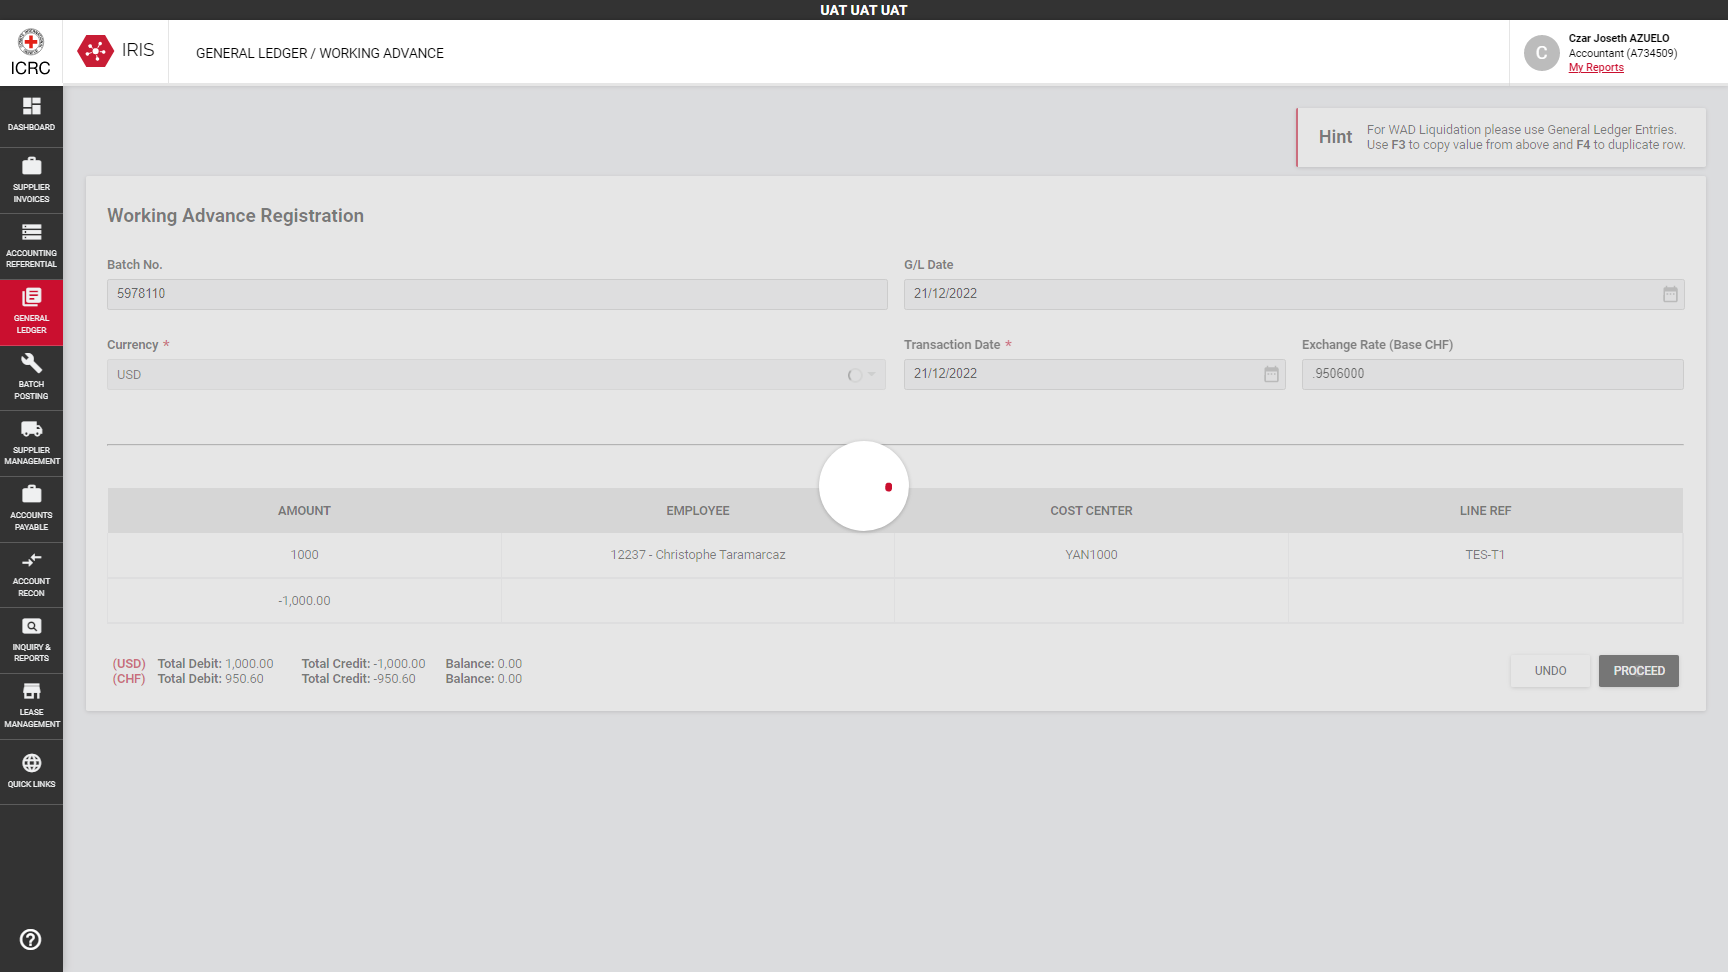 UAT UAT UAT
ICRC
IRIS
GENERAL LEDGER / WORKING ADVANCE
C
Czar Joseth AZUELO
Accountant (A734509)
My Reports
DASHBOARD
SUPPLIER
INVOICES
ACCOUNTING
REFERENTIAL
GENERAL
LEDGER
BATCH
POSTING
SUPPLIER
MANAGEMENT
ACCOUNTS
PAYABLE
ACCOUNT
RECON
INQUIRY &
REPORTS
LEASE
MANAGEMENT
QUICK LINKS
Hint
For WAD Liquidation please use General Ledger Entries.
Use F3 to copy value from above and F4 to duplicate row.
Working Advance Registration
Batch No.
G/L Date
5978110
21/12/2022
Currency *
Transaction Date *
Exchange Rate (Base CHF)
USD
21/12/2022
.9506000
AMOUNT
EMPLOYEE
COST CENTER
LINE REF
1000
12237 - Christophe Taramarcaz
YAN1000
TES-T1
-1,000.00
(USD) Total Debit: 1,000.00 Total Credit: -1,000.00 Balance: 0.00
(CHF) Total Debit: 950.60 Total Credit: -950.60 Balance: 0.00
UNDO
PROCEED